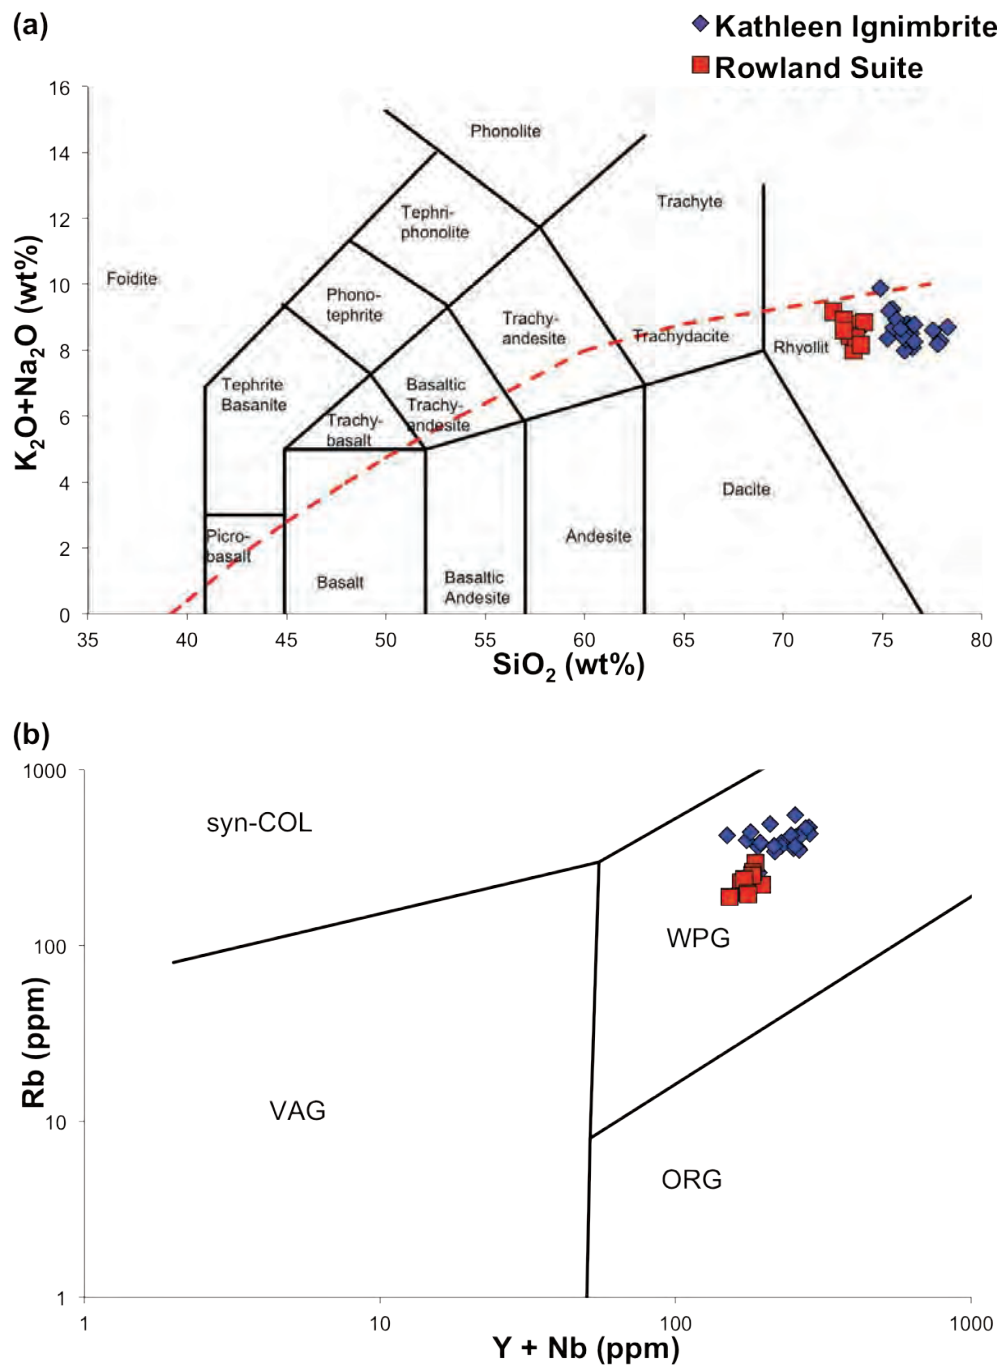 (a)
Kathleen Ignimbrite
Rowland Suite
16
14
12
10
8
6
4
2
0
K₂O+Na₂O (wt%)
Phonolite
Trachyte
Tephri-
phonolite
Foidite
Phono-
tephrite
Trachy-
andesite
Trachydacite
Rhyollit
Tephrite
Basanite
Basaltic
Trachy-
andesite
Trachy-
basalt
Dacite
Picro-
basalt
Andesite
Basalt
Basaltic
Andesite
35
40
45
50
55
60
65
70
75
80
SiO₂ (wt%)
(b)
1000
100
10
1
Rb (ppm)
syn-COL
WPG
VAG
ORG
1
10
100
1000
Y + Nb (ppm)